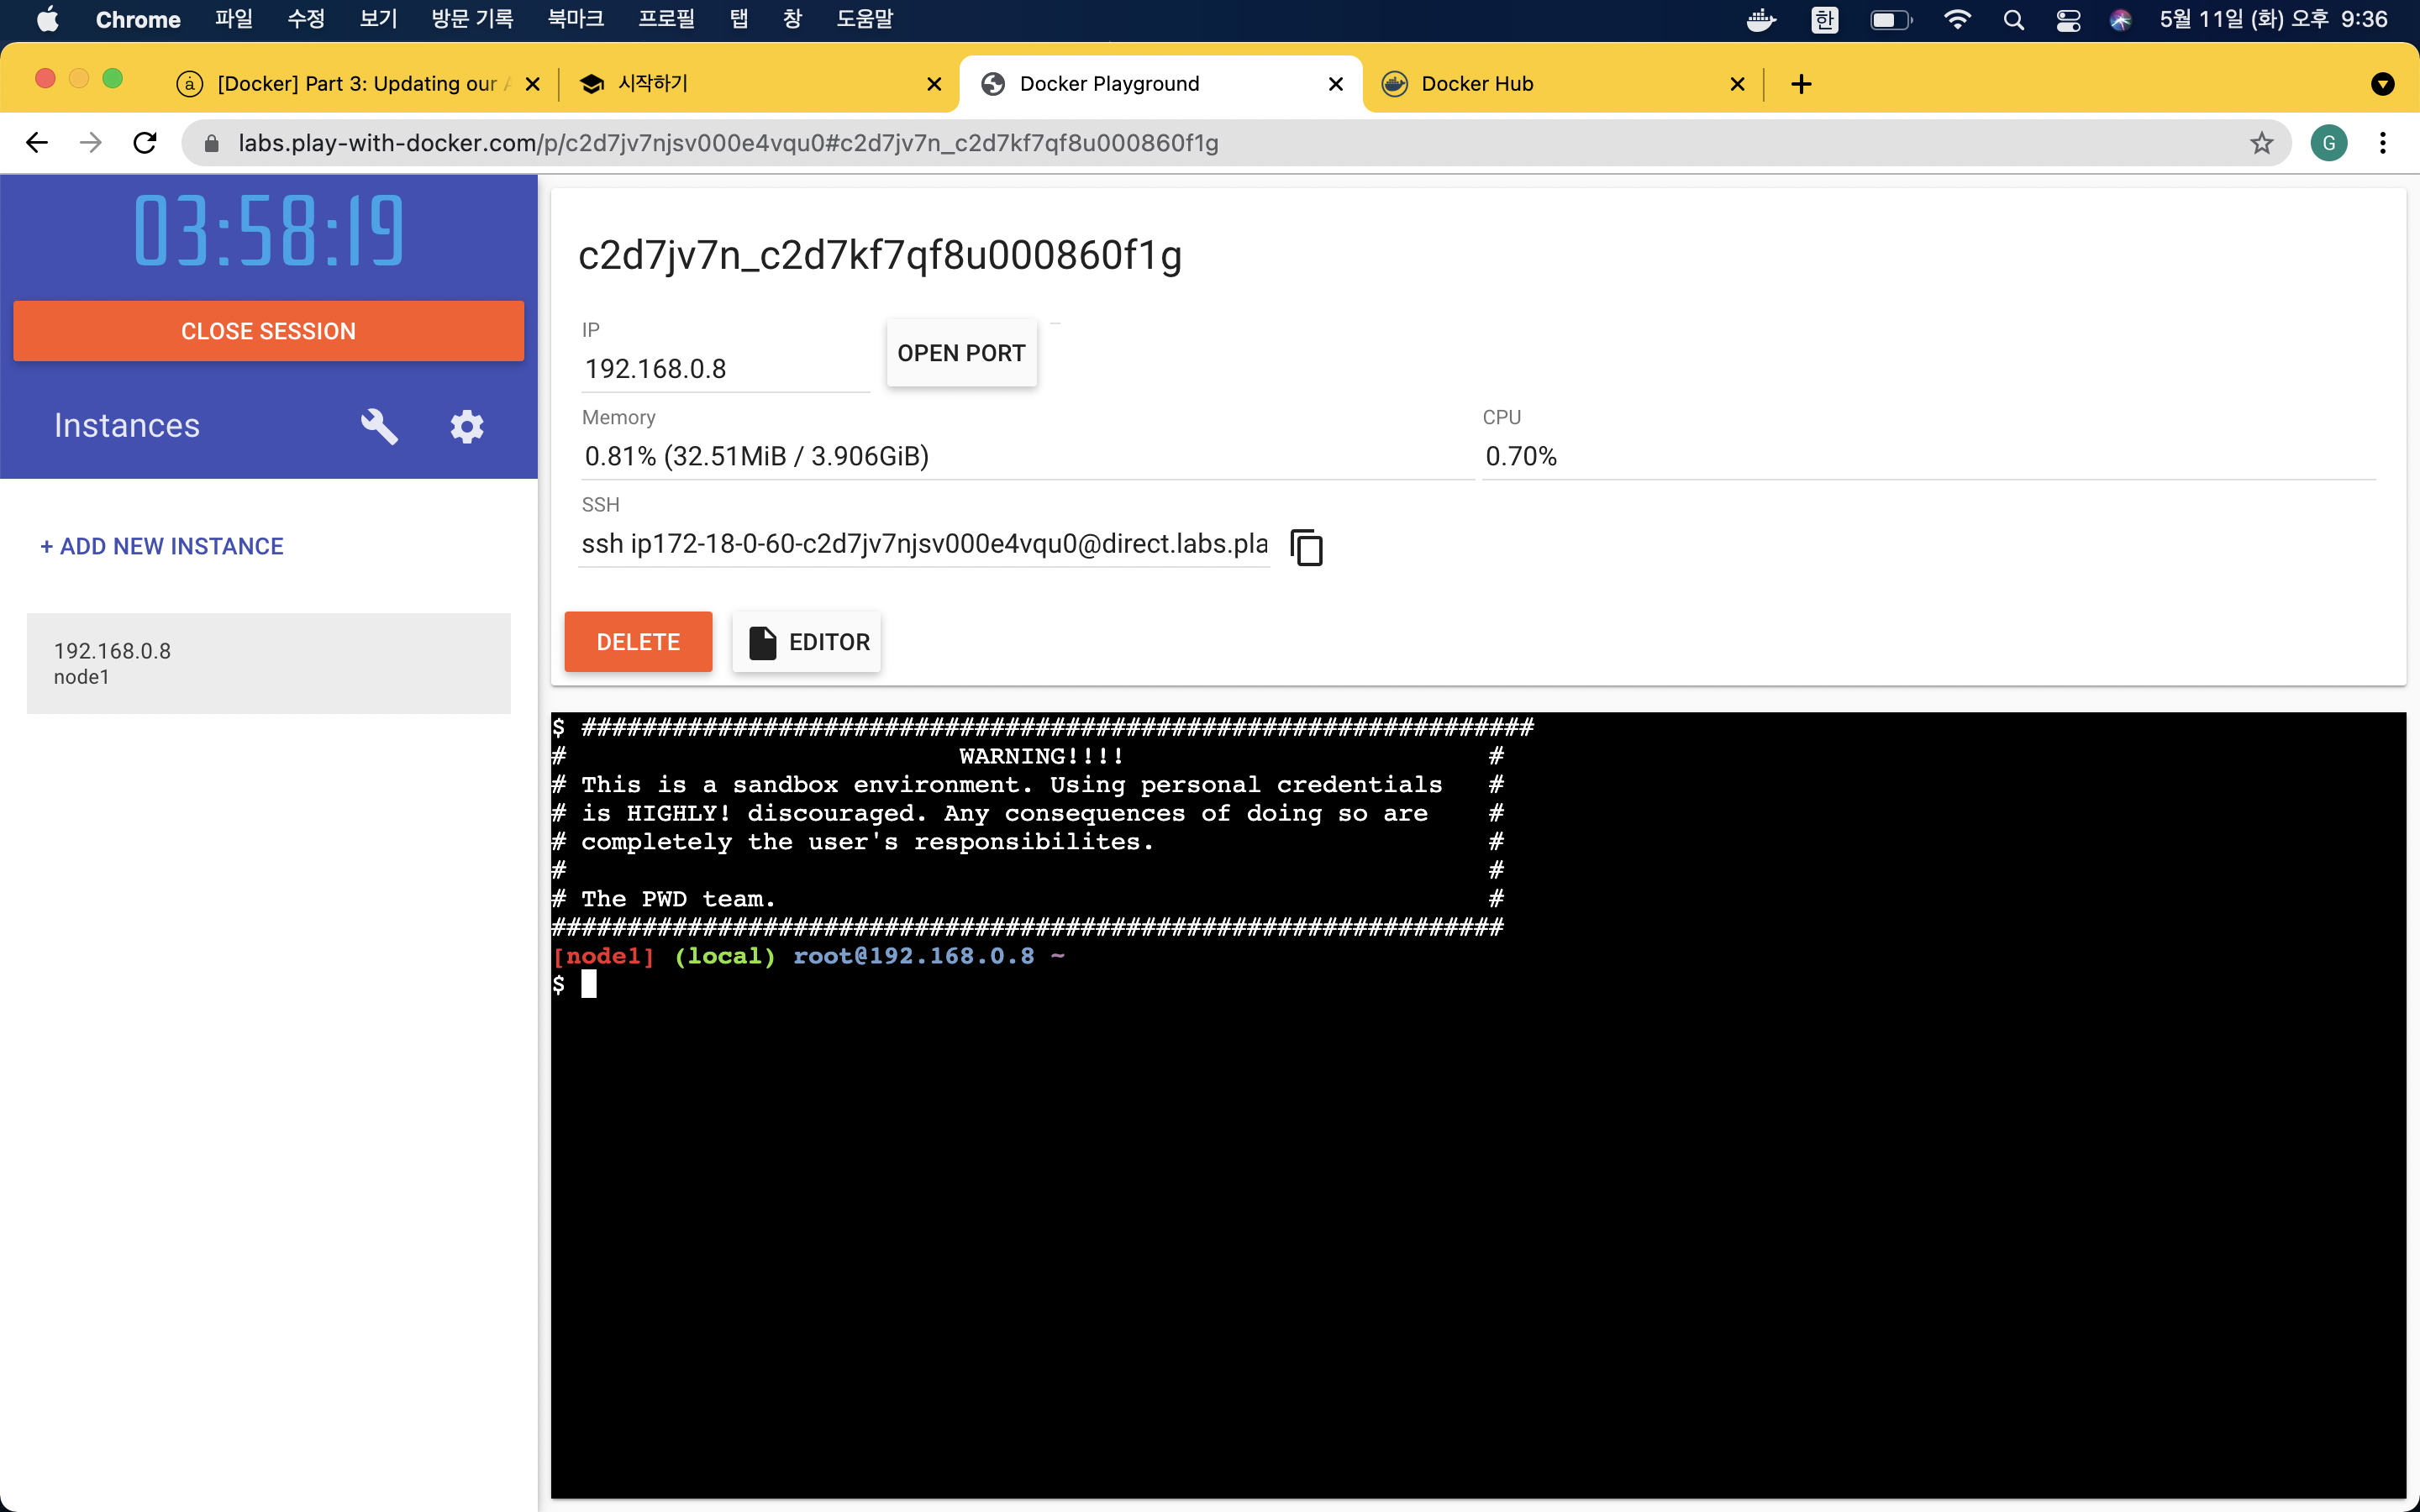 Chrome 파일 수정 보기 방문 기록 북마크 프로필 탭 창 도움말 한 5월 11일 (화) 오후 9:36
[Docker] Part 3: Updating our 시작하기 Docker Playground Docker Hub
labs.play-with-docker.com/p/c2d7jv7njsv000e4vqu0#c2d7jv7n_c2d7kf7qf8u000860f1g G
03:58:19
CLOSE SESSION
Instances
+ ADD NEW INSTANCE
192.168.0.8
node1
c2d7jv7n_c2d7kf7qf8u000860f1g
IP
192.168.0.8
OPEN PORT
Memory
0.81% (32.51MiB / 3.906GiB)
CPU
0.70%
SSH
ssh ip172-18-0-60-c2d7jv7njsv000e4vqu0@direct.labs.pla
DELETE
EDITOR
$ ###############################################################
# WARNING!!!! #
# This is a sandbox environment. Using personal credentials #
# is HIGHLY! discouraged. Any consequences of doing so are #
# completely the user's responsibilites. #
# #
# The PWD team. #
###############################################################
[node1] (local) root@192.168.0.8 ~
$